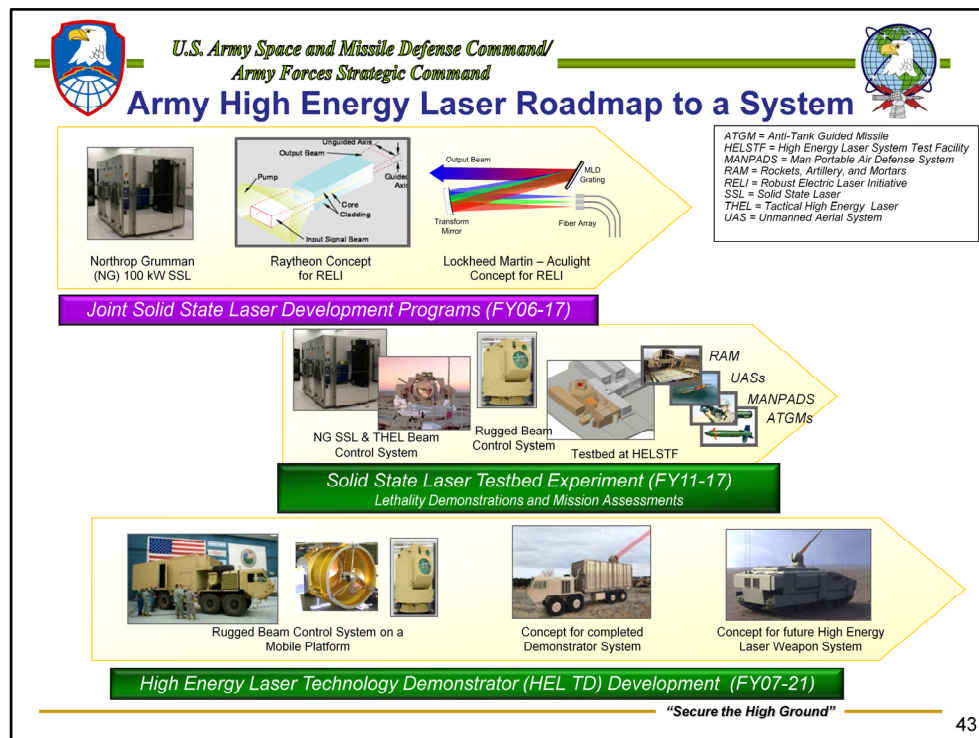 U.S. Army Space and Missile Defense Command/
Army Forces Strategic Command
Army High Energy Laser Roadmap to a System
ATGM = Anti-Tank Guided Missile
HELSTF = High Energy Laser System Test Facility
MANPADS = Man Portable Air Defense System
RAM = Rockets, Artillery, and Mortars
RELI = Robust Electric Laser Initiative
SSL = Solid State Laser
THEL = Tactical High Energy Laser
UAS = Unmanned Aerial System
Unguided Axis
Output Beam
Guided
Axis
Pump
Core
Cladding
Input Signal Beam
Output Beam
MLD
Grating
Transform
Mirror
Fiber Array
Northrop Grumman
(NG) 100 kW SSL
Raytheon Concept
for RELI
Lockheed Martin – Aculight
Concept for RELI
Joint Solid State Laser Development Programs (FY06-17)
RAM
UASs
MANPADS
ATGMs
NG SSL & THEL Beam
Control System
Rugged Beam
Control System
Testbed at HELSTF
Solid State Laser Testbed Experiment (FY11-17)
Lethality Demonstrations and Mission Assessments
Rugged Beam Control System on a
Mobile Platform
Concept for completed
Demonstrator System
Concept for future High Energy
Laser Weapon System
High Energy Laser Technology Demonstrator (HEL TD) Development (FY07-21)
“Secure the High Ground”
43